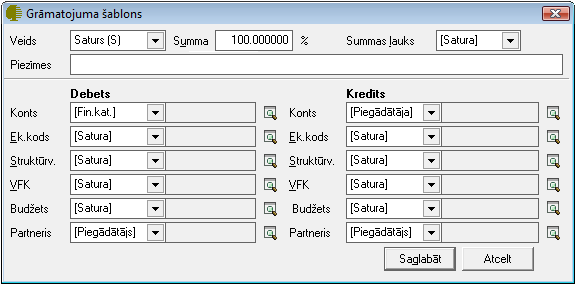 Grāmatojuma šablons
Veids Saturs (S) Summa 100.000000 % Summas ļauks [Satura]
Piezīmes
Debets Kredīts
Konts [Fin.kat.] Konts [Piegādātāja]
Ek.kods [Satura] Ek.kods [Satura]
Struktūrv. [Satura] Struktūrv. [Satura]
VFK [Satura] VFK [Satura]
Budžets [Satura] Budžets [Satura]
Partneris [Piegādātājs] Partneris [Piegādātājs]
Saglabāt Atcelt